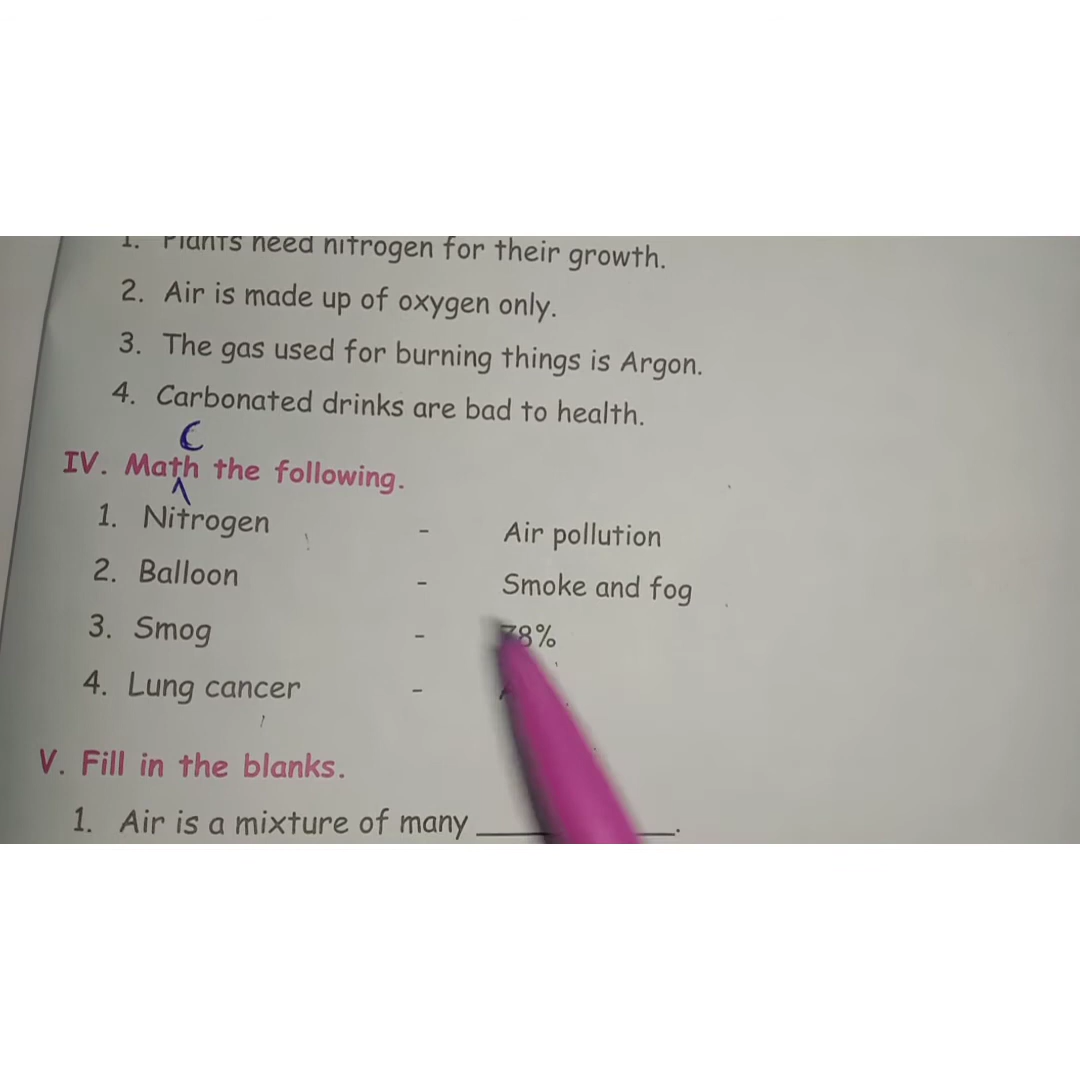 1. Plants need nitrogen for their growth.
2. Air is made up of oxygen only.
3. The gas used for burning things is Argon.
4. Carbonated drinks are bad to health.
C
IV. Math the following.
1. Nitrogen - Air pollution
2. Balloon - Smoke and fog
3. Smog - 78%
4. Lung cancer -
V. Fill in the blanks.
1. Air is a mixture of many ________.